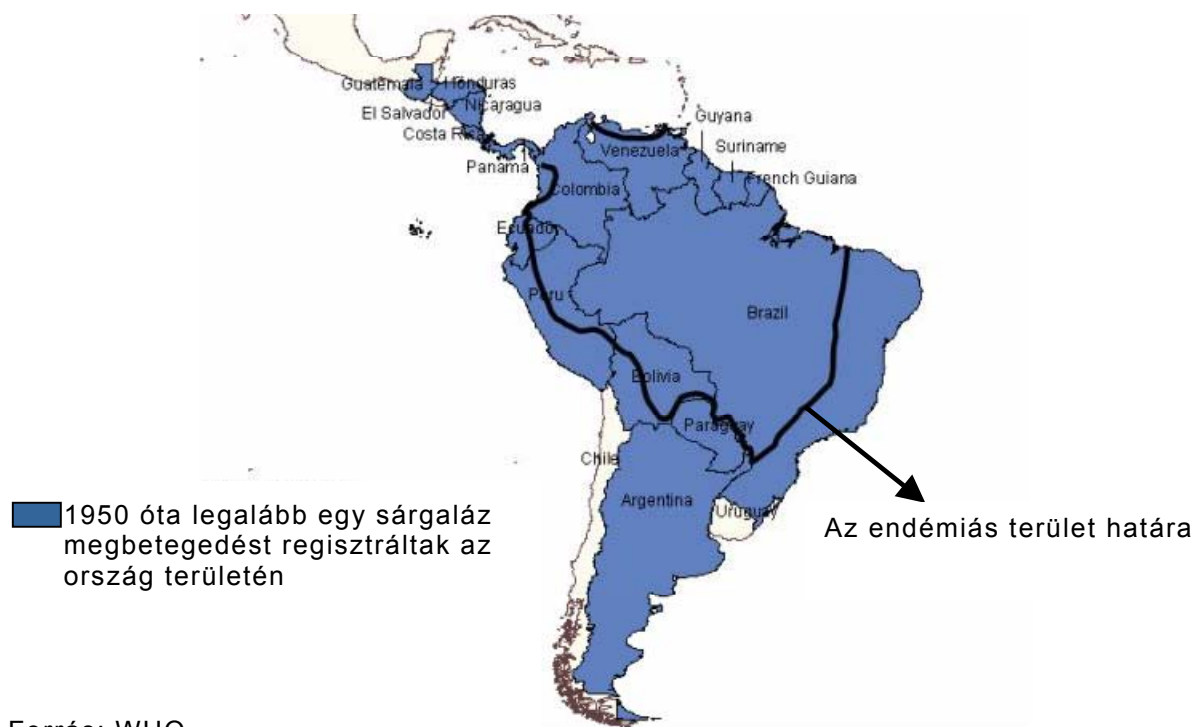 Guatemala
Honduras
El Salvador
Nicaragua
Costa Rica
Panama
Venezuela
Guyana
Suriname
French Guiana
Colombia
Ecuador
Peru
Brazil
Bolivia
Paraguay
Chile
Argentina
Uruguay
1950 óta legalább egy sárgaláz
megbetegedést regisztráltak az
ország területén
Az endémiás terület határa
Forrás: WHO